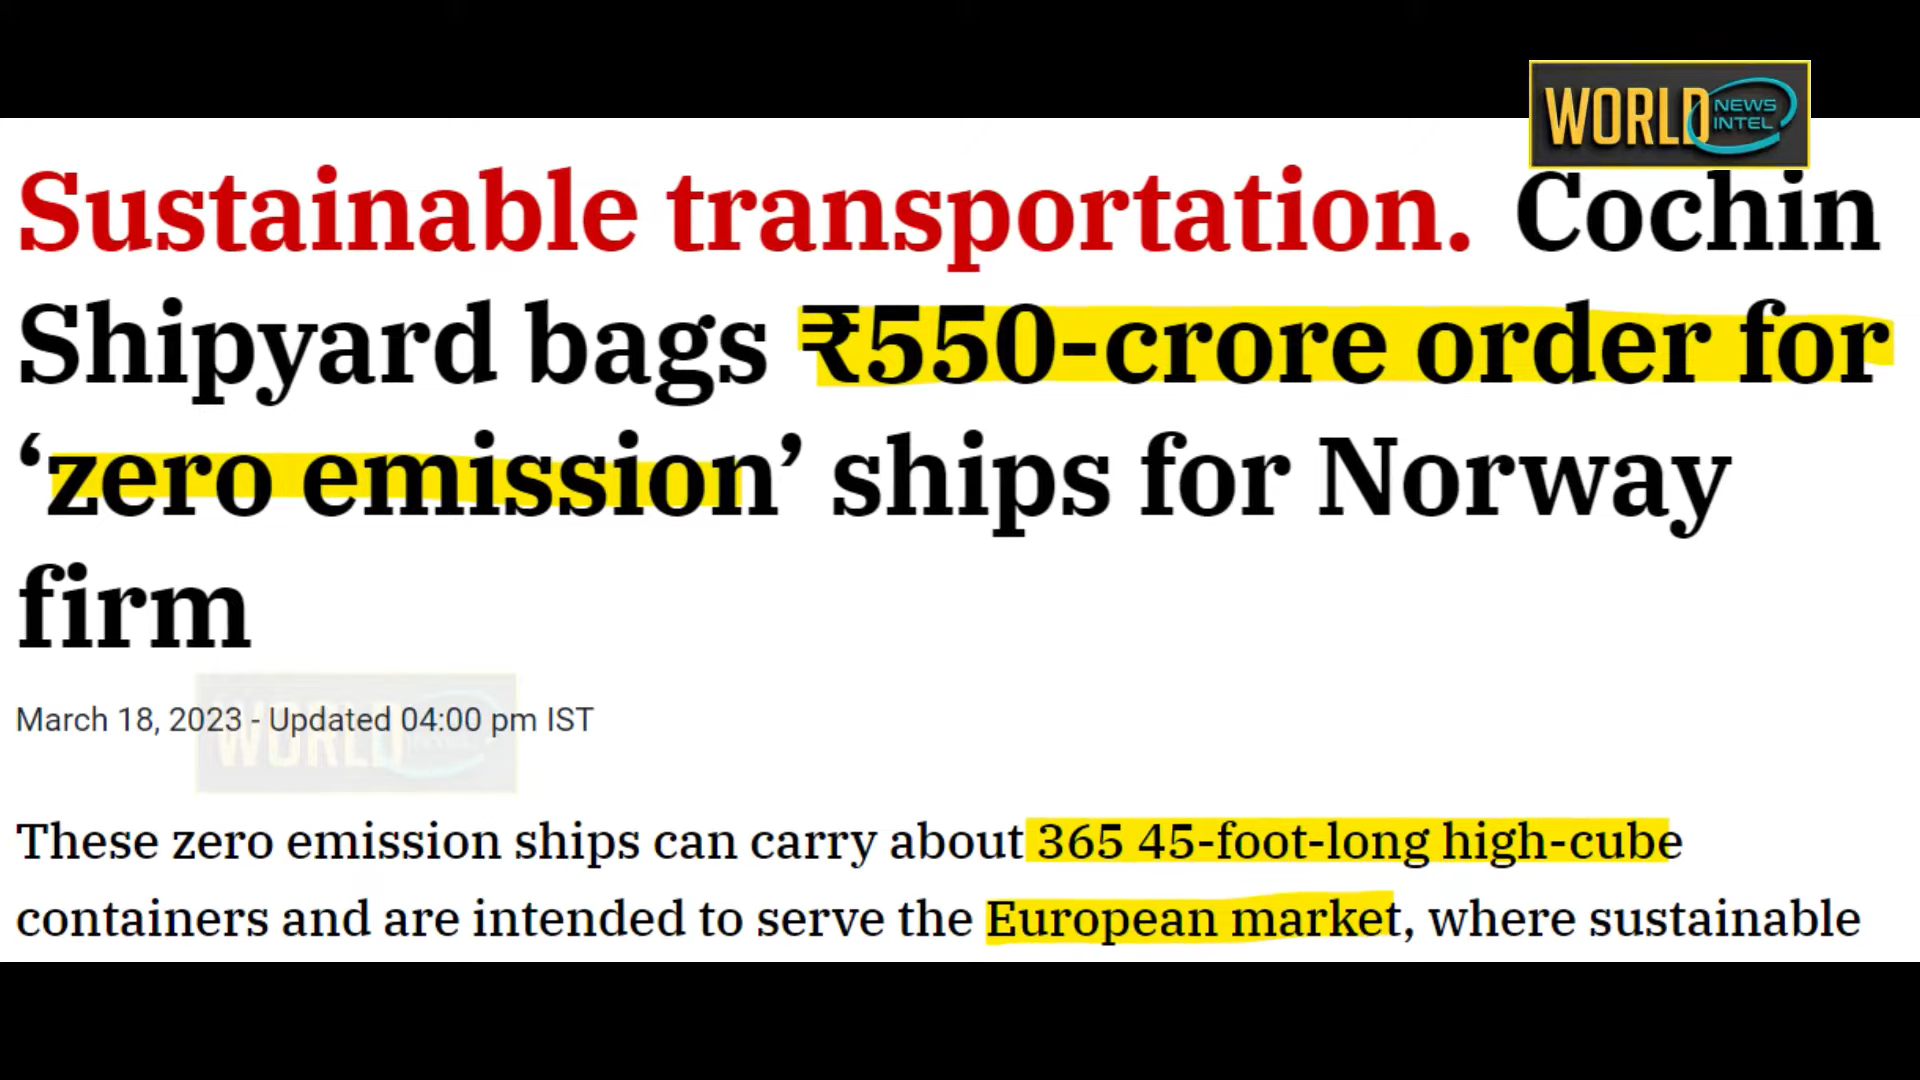 WORLD NEWS INTEL
Sustainable transportation. Cochin
Shipyard bags ₹550-crore order for
‘zero emission’ ships for Norway
firm
March 18, 2023 - Updated 04:00 pm IST
WORLD INTEL
These zero emission ships can carry about 365 45-foot-long high-cube
containers and are intended to serve the European market, where sustainable